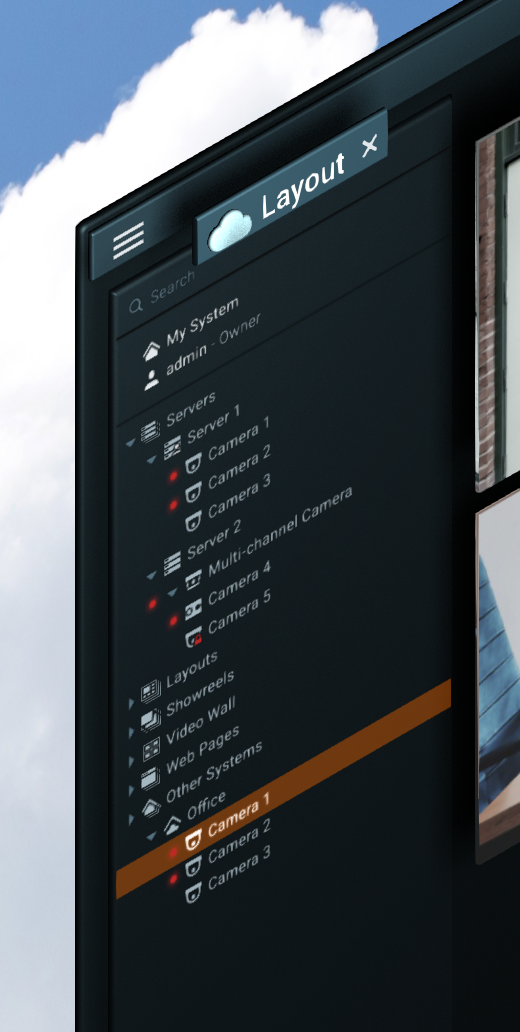 Layout
Search
My System
admin - Owner
Servers
Server 1
Camera 1
Camera 2
Camera 3
Server 2
Multi-channel Camera
Camera 4
Camera 5
Layouts
Showreels
Video Wall
Web Pages
Other Systems
Office
Camera 1
Camera 2
Camera 3